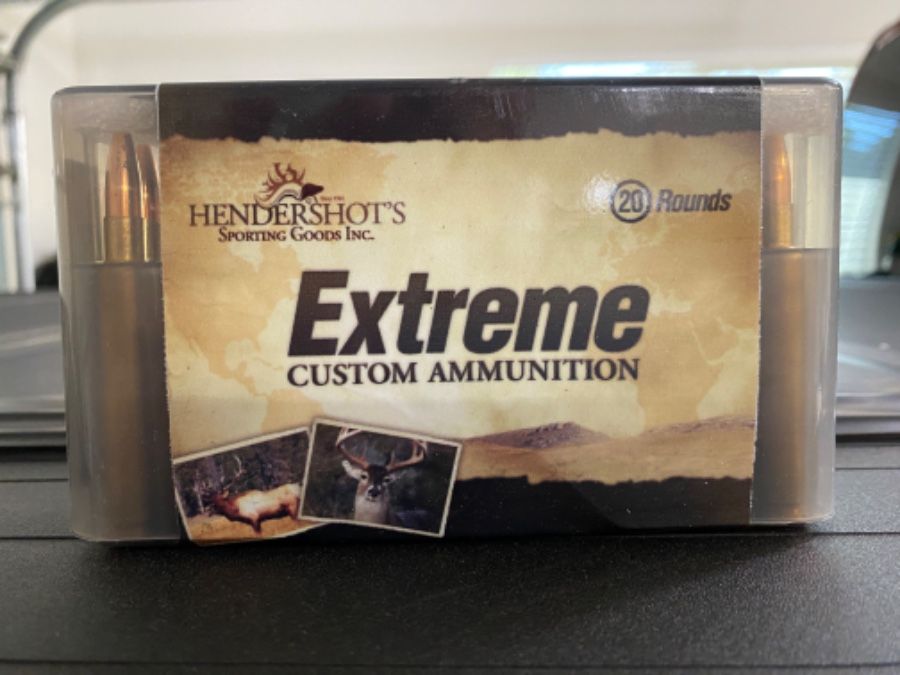 HENDERSHOT'S
SPORTING GOODS INC.
20 Rounds
Extreme
CUSTOM AMMUNITION